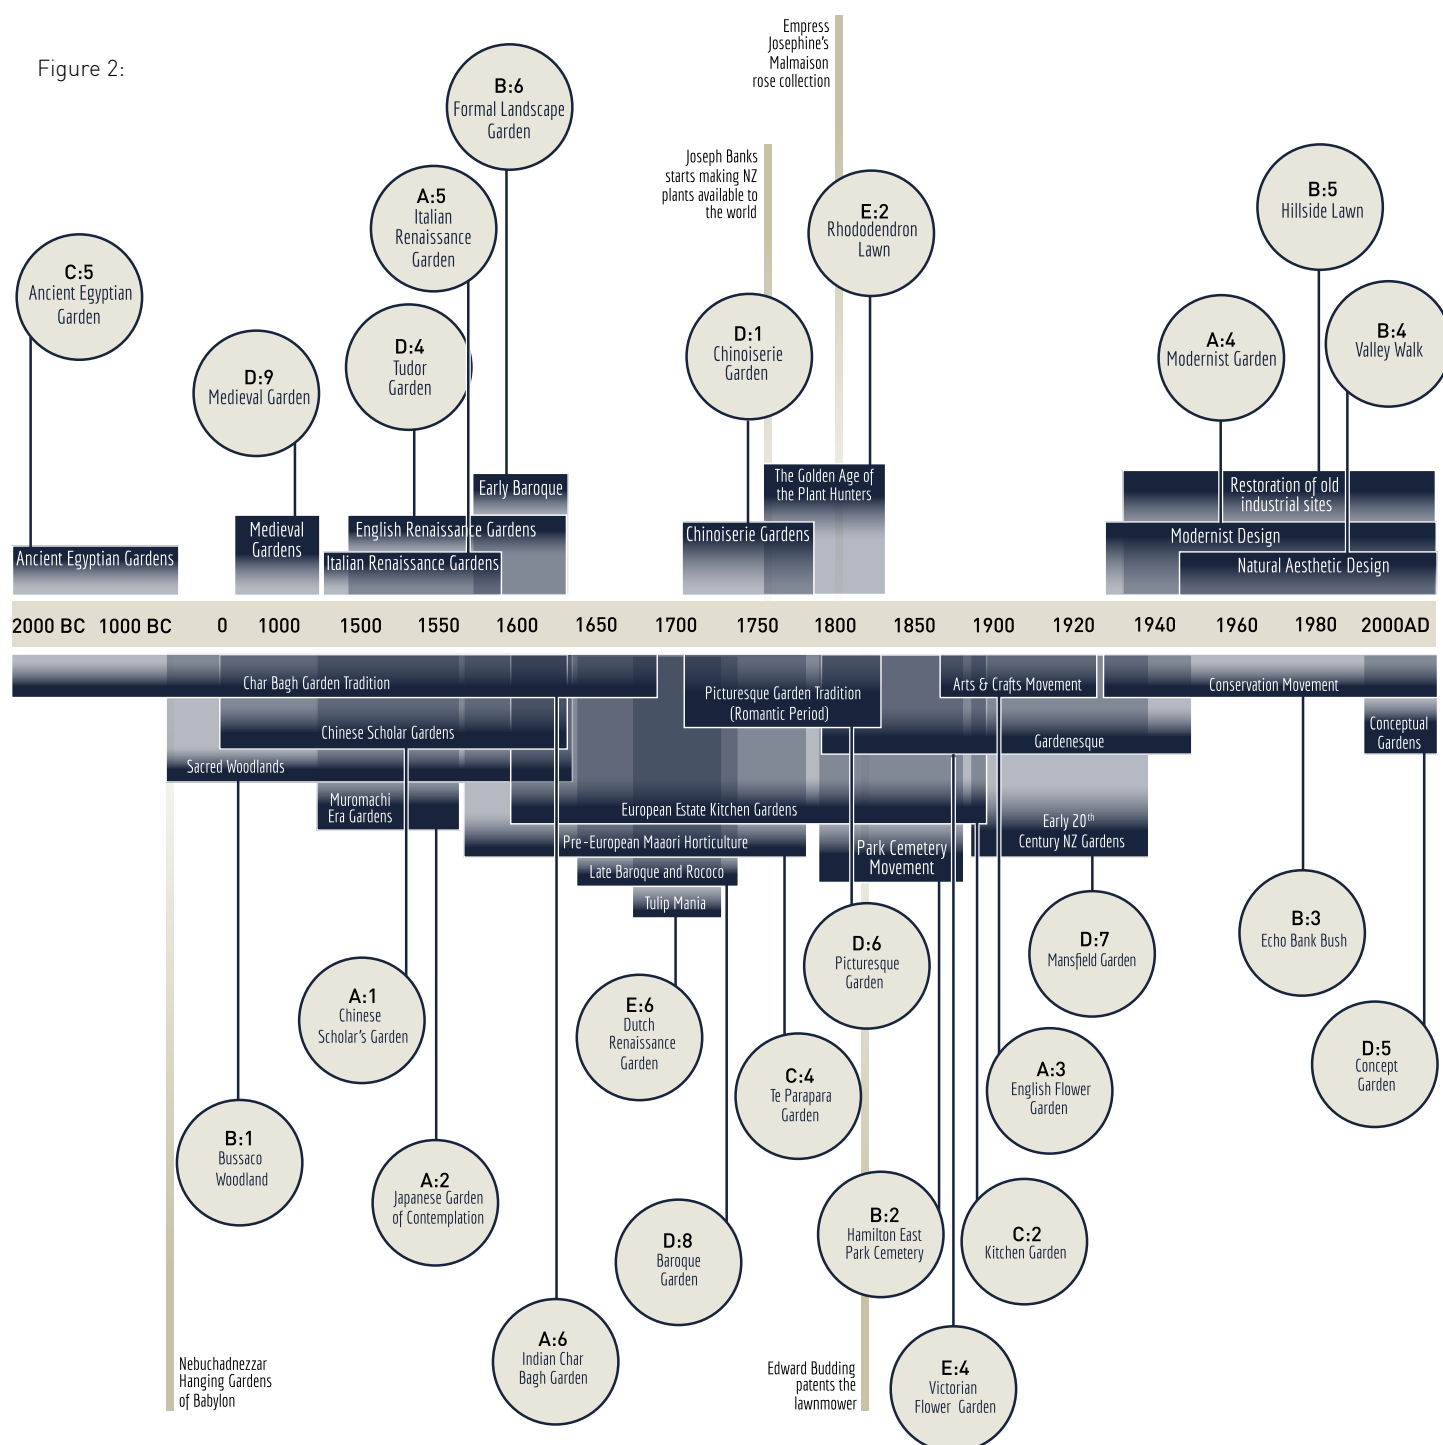 Figure 2:
Empress
Josephine's
Malmaison
rose collection
B:6
Formal Landscape
Garden
Joseph Banks
starts making NZ
plants available to
the world
A:5
Italian
Renaissance
Garden
E:2
Rhododendron
Lawn
B:5
Hillside Lawn
C:5
Ancient Egyptian
Garden
D:9
Medieval Garden
D:4
Tudor
Garden
D:1
Chinoiserie
Garden
A:4
Modernist Garden
B:4
Valley Walk
Early Baroque
The Golden Age of
the Plant Hunters
Restoration of old
industrial sites
Medieval
Gardens
English Renaissance Gardens
Chinoiserie Gardens
Modernist Design
Ancient Egyptian Gardens
Italian Renaissance Gardens
Natural Aesthetic Design
2000 BC 1000 BC 0 1000 1500 1550 1600 1650 1700 1750 1800 1850 1900 1920 1940 1960 1980 2000AD
Char Bagh Garden Tradition
Picturesque Garden Tradition
(Romantic Period)
Arts & Crafts Movement
Conservation Movement
Chinese Scholar Gardens
Gardenesque
Conceptual
Gardens
Sacred Woodlands
Muromachi
Era Gardens
European Estate Kitchen Gardens
Early 20th
Century NZ Gardens
Pre-European Maaori Horticulture
Park Cemetery
Movement
Late Baroque and Rococo
Tulip Mania
B:3
Echo Bank Bush
D:6
Picturesque
Garden
D:7
Mansfield Garden
A:1
Chinese
Scholar's Garden
E:6
Dutch
Renaissance
Garden
C:4
Te Parapara
Garden
A:3
English Flower
Garden
D:5
Concept
Garden
B:1
Bussaco
Woodland
A:2
Japanese Garden
of Contemplation
D:8
Baroque
Garden
B:2
Hamilton East
Park Cemetery
C:2
Kitchen Garden
A:6
Indian Char
Bagh Garden
E:4
Victorian
Flower Garden
Nebuchadnezzar
Hanging Gardens
of Babylon
Edward Budding
patents the
lawnmower